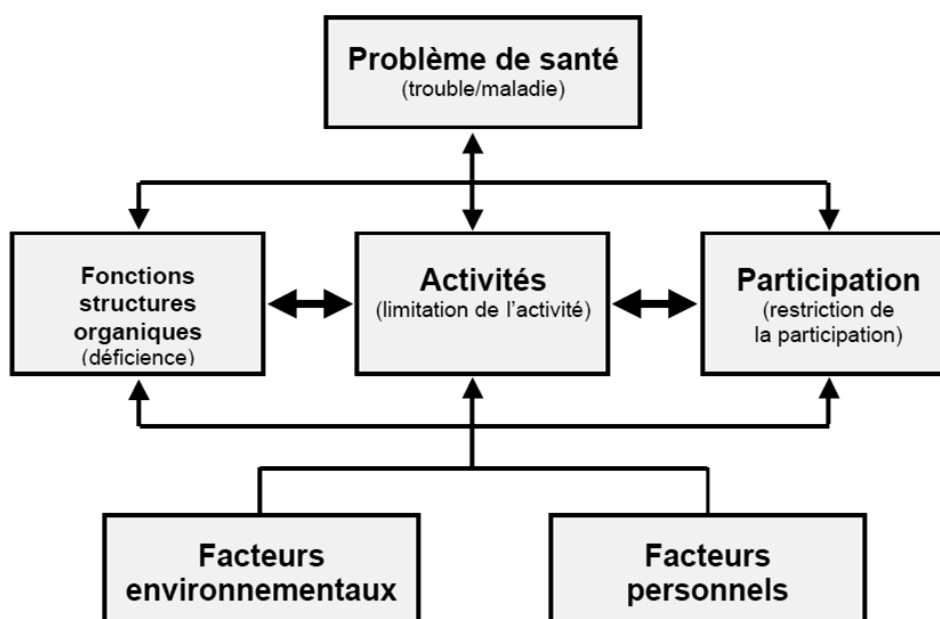 Problème de santé
(trouble/maladie)
Fonctions
structures
organiques
(déficience)
Activités
(limitation de l'activité)
Participation
(restriction de
la participation)
Facteurs
environnementaux
Facteurs
personnels